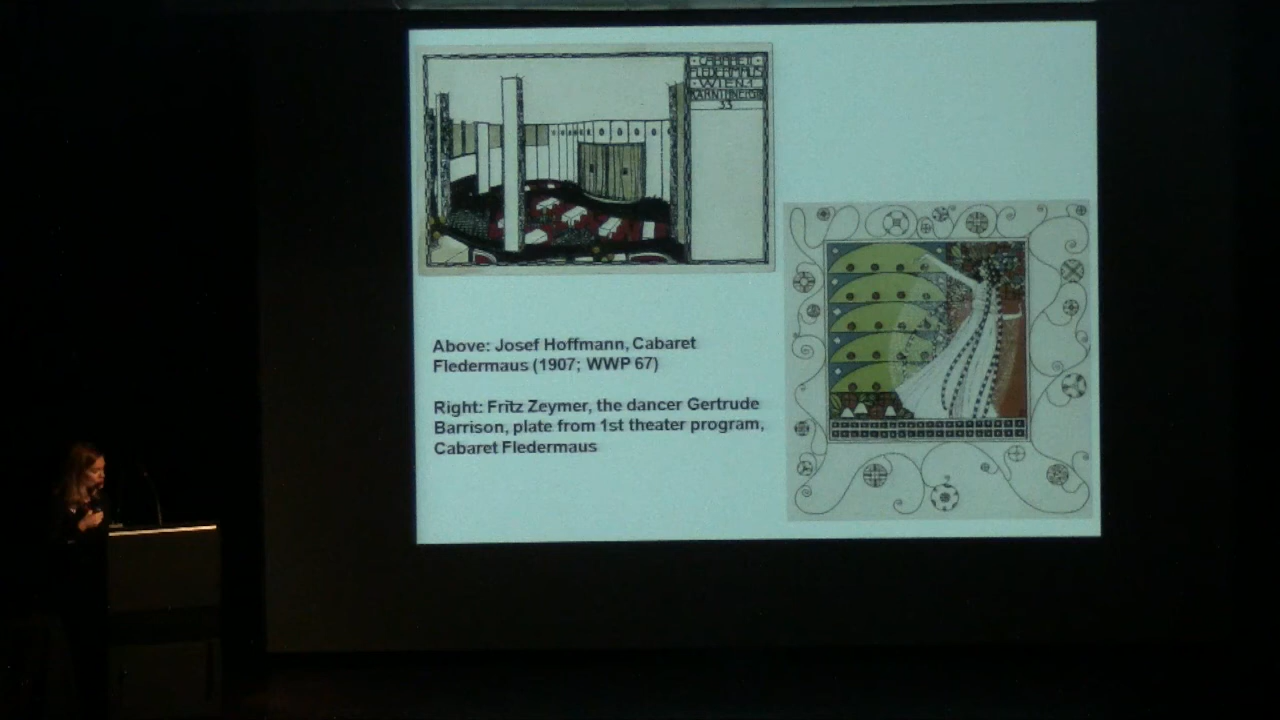 CABARET
FLEDERMAUS
WIEN·I
33
Above: Josef Hoffmann, Cabaret
Fledermaus (1907; WWP 67)
Right: Fritz Zeymer, the dancer Gertrude
Barrison, plate from 1st theater program,
Cabaret Fledermaus